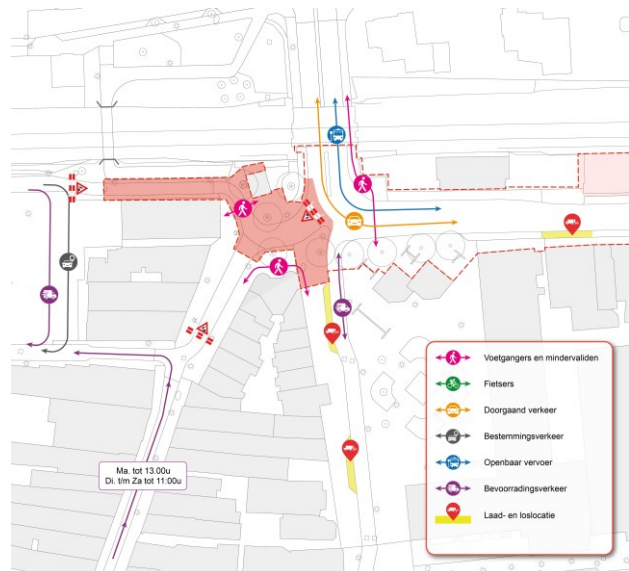 Ma. tot 13.00u
Di. t/m Za tot 11:00u
Voetgangers en mindervaliden
Fietsers
Doorgaand verkeer
Bestemmingsverkeer
Openbaar vervoer
Bevoorradingsverkeer
Laad- en loslocatie